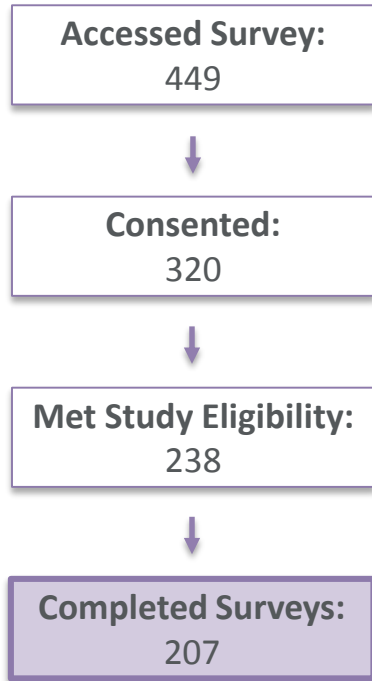 Accessed Survey:
449
Consented:
320
Met Study Eligibility:
238
Completed Surveys:
207